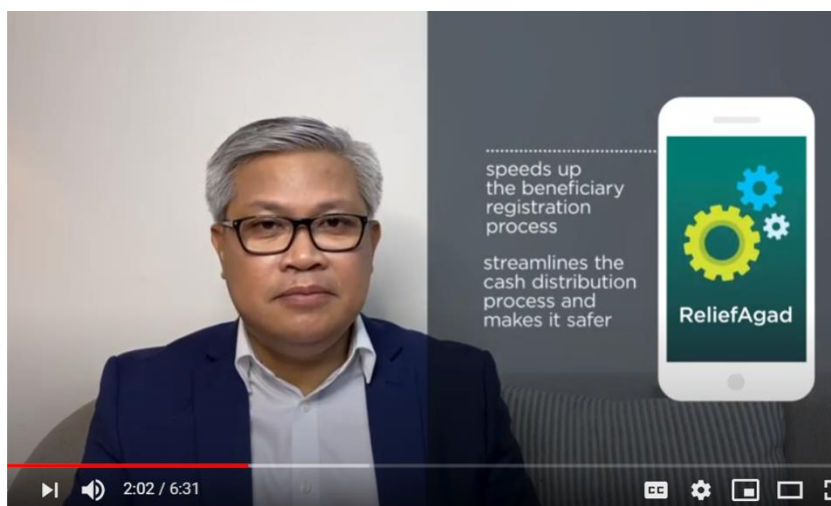 speeds up
the beneficiary
registration
process
streamlines the
cash distribution
process and
makes it safer
ReliefAgad
2:02 / 6:31
CC